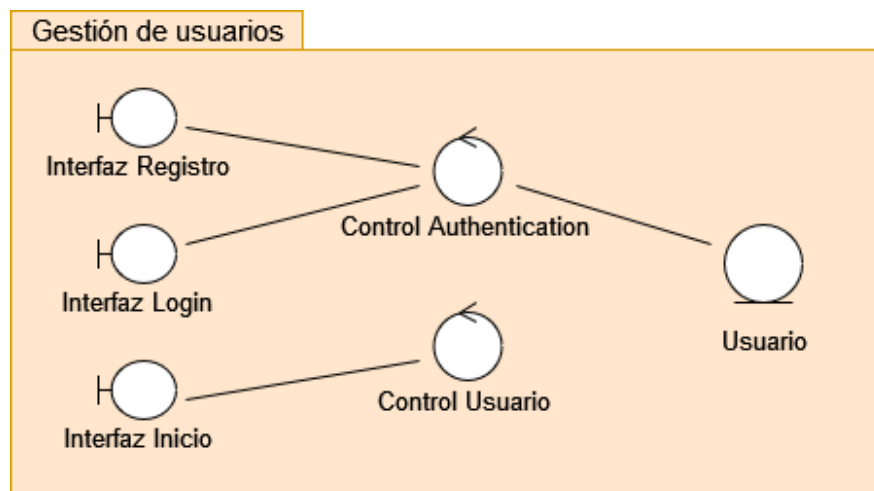 Gestión de usuarios
Interfaz Registro
Control Authentication
Interfaz Login
Usuario
Control Usuario
Interfaz Inicio